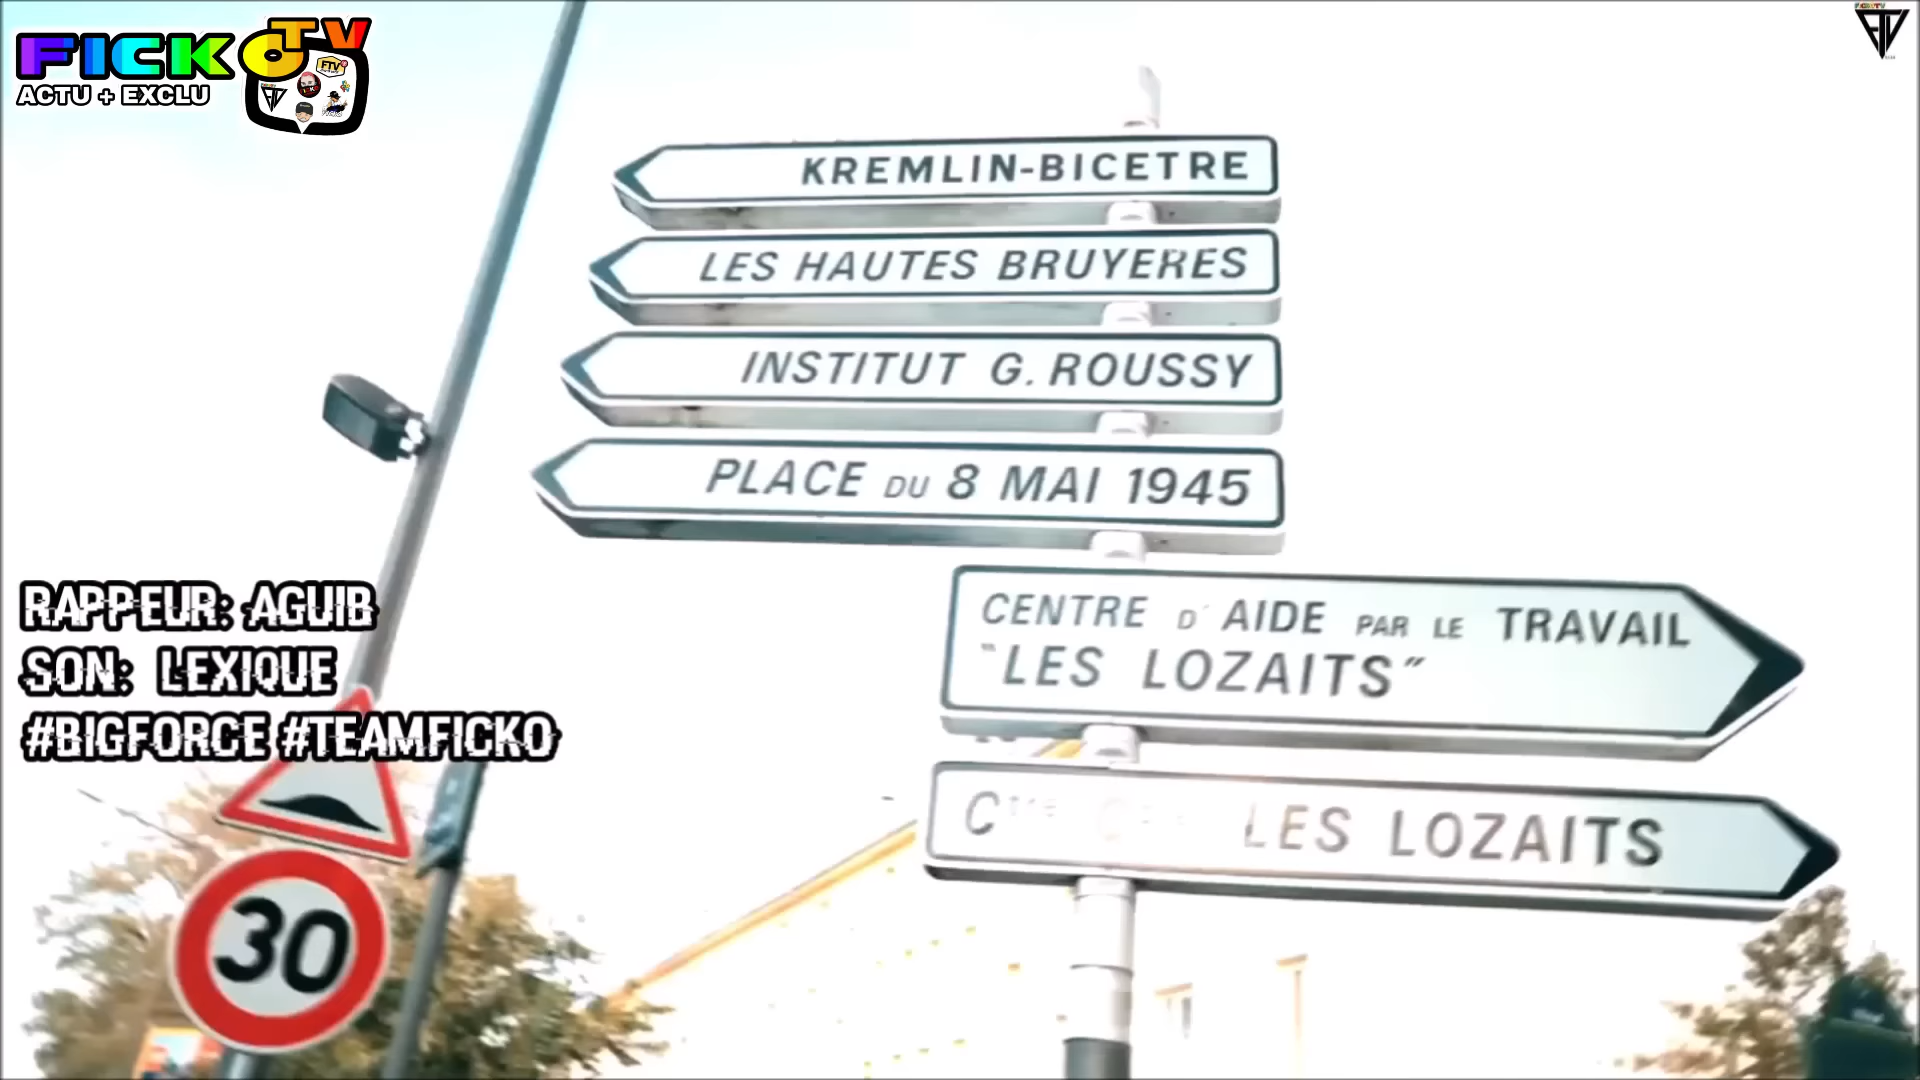 FICKO TV
ACTU + EXCLU
FTV
KREMLIN-BICETRE
LES HAUTES BRUYERES
INSTITUT G. ROUSSY
PLACE DU 8 MAI 1945
CENTRE D'AIDE PAR LE TRAVAIL
"LES LOZAITS"
LES LOZAITS
RAPPEUR: AGUIB
SON: LEXIQUE
#BIGFORCE #TEAMFICKO
30